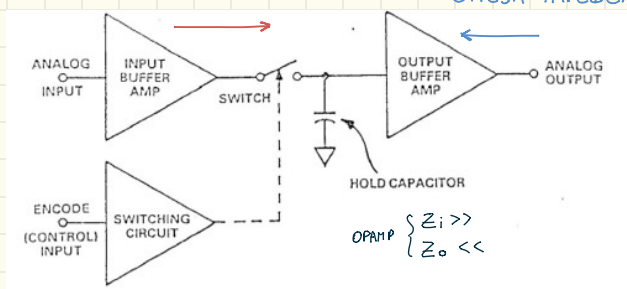 ANALOG
INPUT
INPUT
BUFFER
AMP
SWITCH
OUTPUT
BUFFER
AMP
ANALOG
OUTPUT
HOLD CAPACITOR
ENCODE
(CONTROL)
INPUT
SWITCHING
CIRCUIT
OPAMP { Zi >>
Zo <<